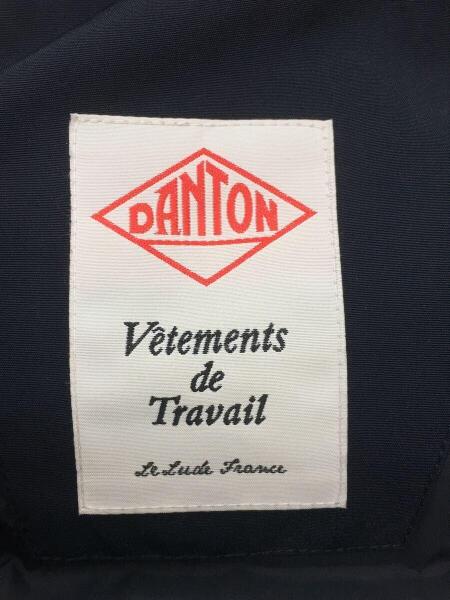 DANTON
Vêtements
de
Travail
Le Lude France